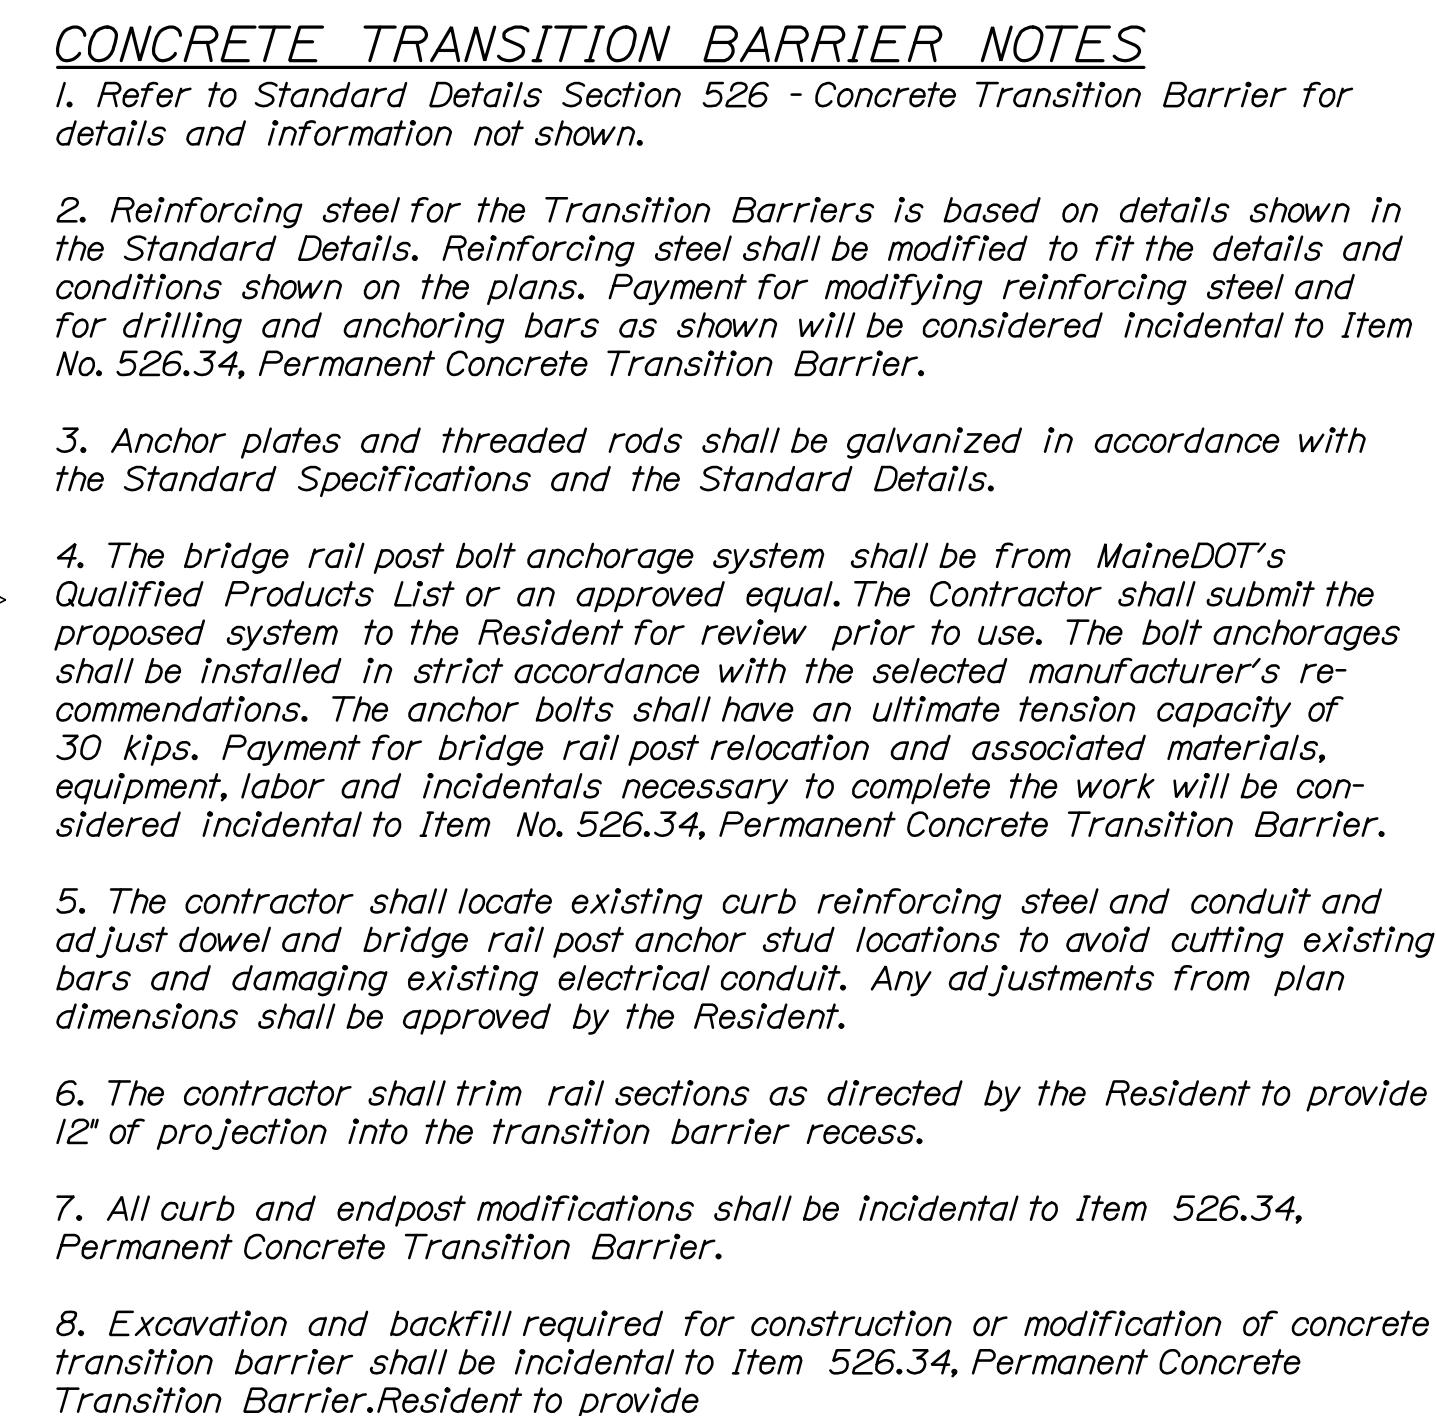 CONCRETE TRANSITION BARRIER NOTES
1. Refer to Standard Details Section 526 - Concrete Transition Barrier for
details and information not shown.
2. Reinforcing steel for the Transition Barriers is based on details shown in
the Standard Details. Reinforcing steel shall be modified to fit the details and
conditions shown on the plans. Payment for modifying reinforcing steel and
for drilling and anchoring bars as shown will be considered incidental to Item
No. 526.34, Permanent Concrete Transition Barrier.
3. Anchor plates and threaded rods shall be galvanized in accordance with
the Standard Specifications and the Standard Details.
4. The bridge rail post bolt anchorage system shall be from MaineDOT's
Qualified Products List or an approved equal. The Contractor shall submit the
proposed system to the Resident for review prior to use. The bolt anchorages
shall be installed in strict accordance with the selected manufacturer's re-
commendations. The anchor bolts shall have an ultimate tension capacity of
30 kips. Payment for bridge rail post relocation and associated materials,
equipment, labor and incidentals necessary to complete the work will be con-
sidered incidental to Item No. 526.34, Permanent Concrete Transition Barrier.
5. The contractor shall locate existing curb reinforcing steel and conduit and
adjust dowel and bridge rail post anchor stud locations to avoid cutting existing
bars and damaging existing electrical conduit. Any adjustments from plan
dimensions shall be approved by the Resident.
6. The contractor shall trim rail sections as directed by the Resident to provide
12" of projection into the transition barrier recess.
7. All curb and endpost modifications shall be incidental to Item 526.34,
Permanent Concrete Transition Barrier.
8. Excavation and backfill required for construction or modification of concrete
transition barrier shall be incidental to Item 526.34, Permanent Concrete
Transition Barrier.Resident to provide